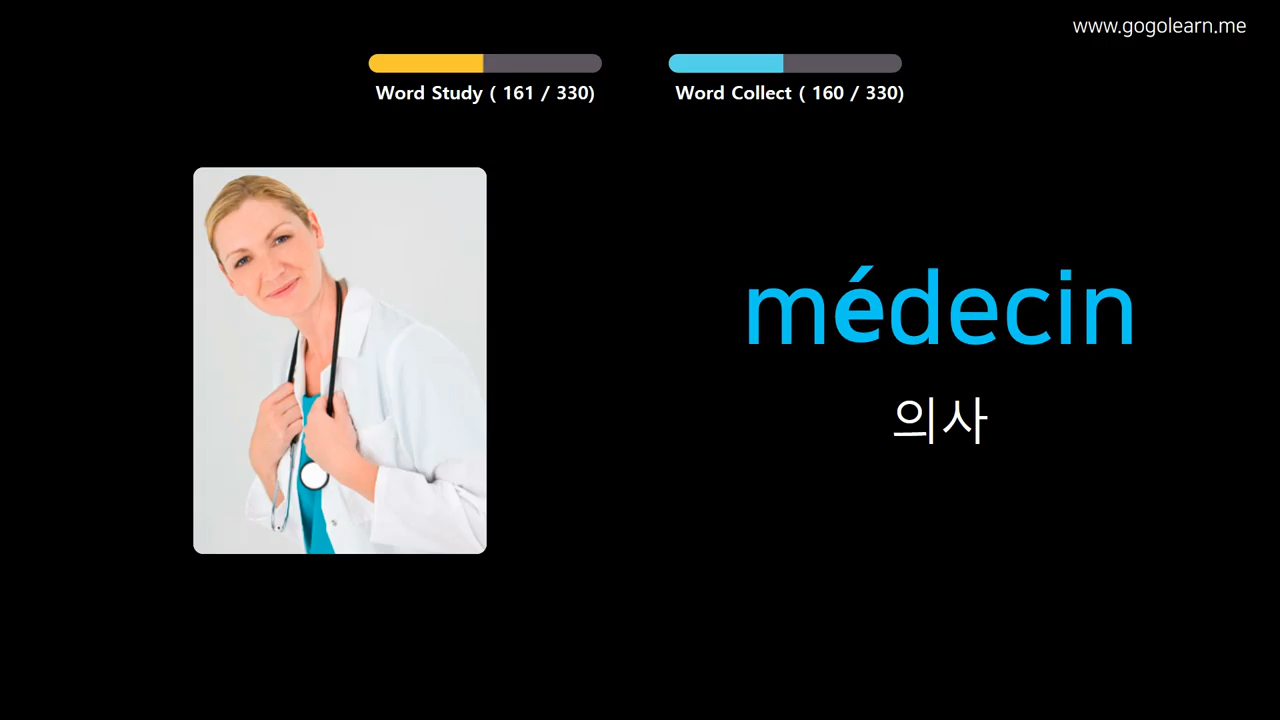 www.gogolearn.me
Word Study ( 161 / 330)
Word Collect ( 160 / 330)
médecin
의사